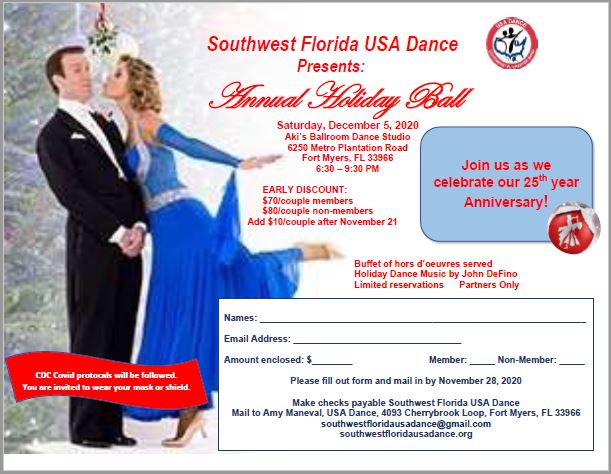 Southwest Florida USA Dance
Presents:
Annual Holiday Ball
USA DANCE
Saturday, December 5, 2020
Aki's Ballroom Dance Studio
6250 Metro Plantation Road
Fort Myers, FL 33966
6:30 – 9:30 PM
EARLY DISCOUNT:
$70/couple members
$80/couple non-members
Add $10/couple after November 21
Join us as we
celebrate our 25th year
Anniversary!
Buffet of hors d'oeuvres served
Holiday Dance Music by John DeFino
Limited reservations Partners Only
CDC Covid protocals will be followed.
You are invited to wear your mask or shield.
Names: ____________________
Email Address: ____________________
Amount enclosed: $________ Member: _____ Non-Member: _____
Please fill out form and mail in by November 28, 2020
Make checks payable Southwest Florida USA Dance
Mail to Amy Maneval, USA Dance, 4093 Cherrybrook Loop, Fort Myers, FL 33966
southwestfloridausadance@gmail.com
southwestfloridausadance.org